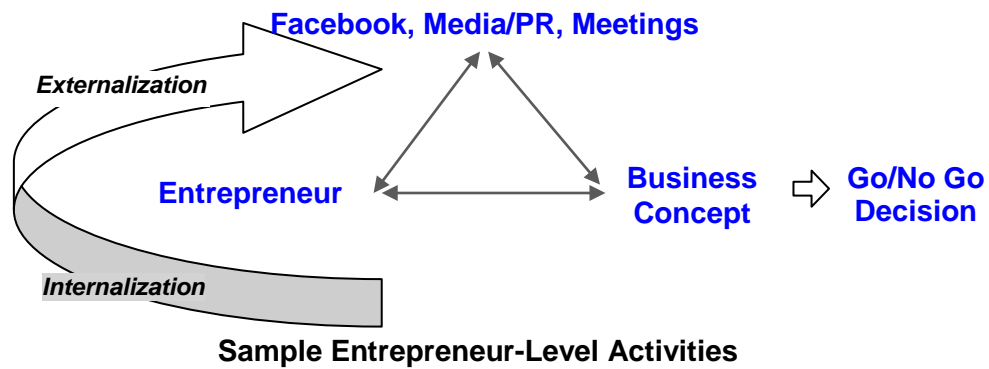 Facebook, Media/PR, Meetings
Externalization
Entrepreneur
Business
Concept
Go/No Go
Decision
Internalization
Sample Entrepreneur-Level Activities